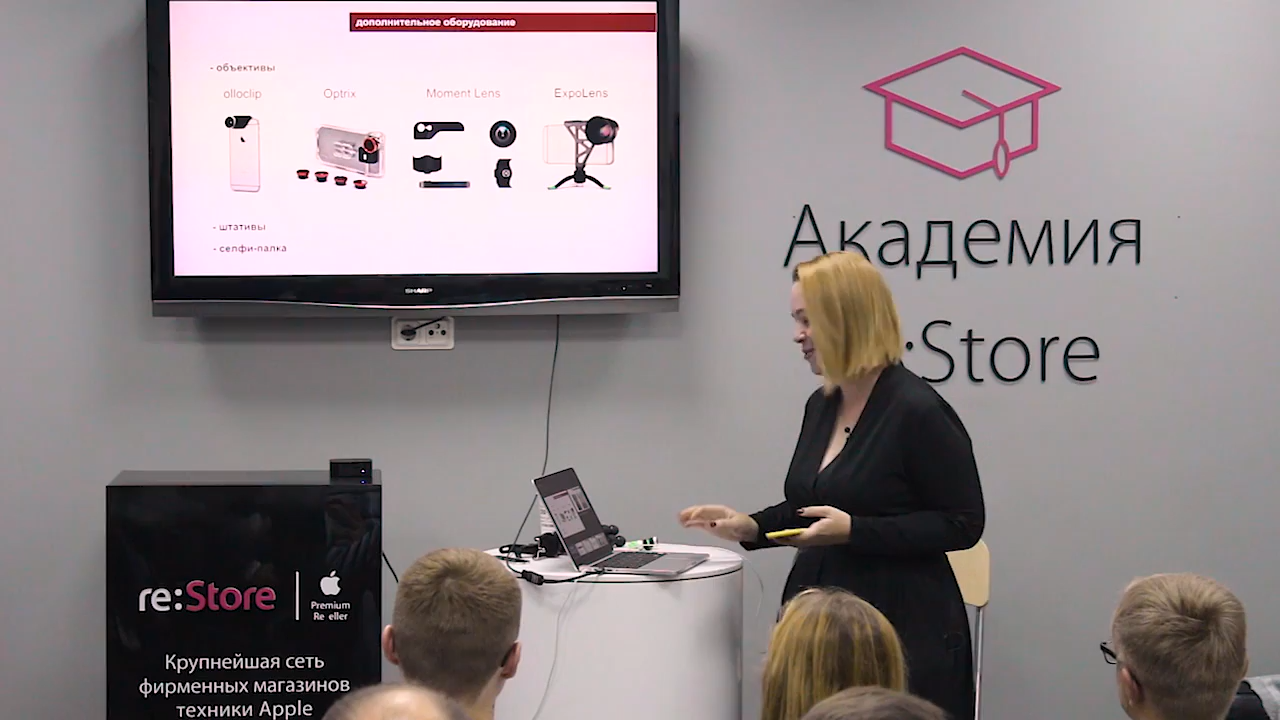 дополнительное оборудование
- объективы
olloclip Optrix Moment Lens ExpoLens
- штативы
- селфи-палка
SHARP
Академия
:Store
re:Store
Premium
Re eller
Крупнейшая сеть
фирменных магазинов
техники Apple